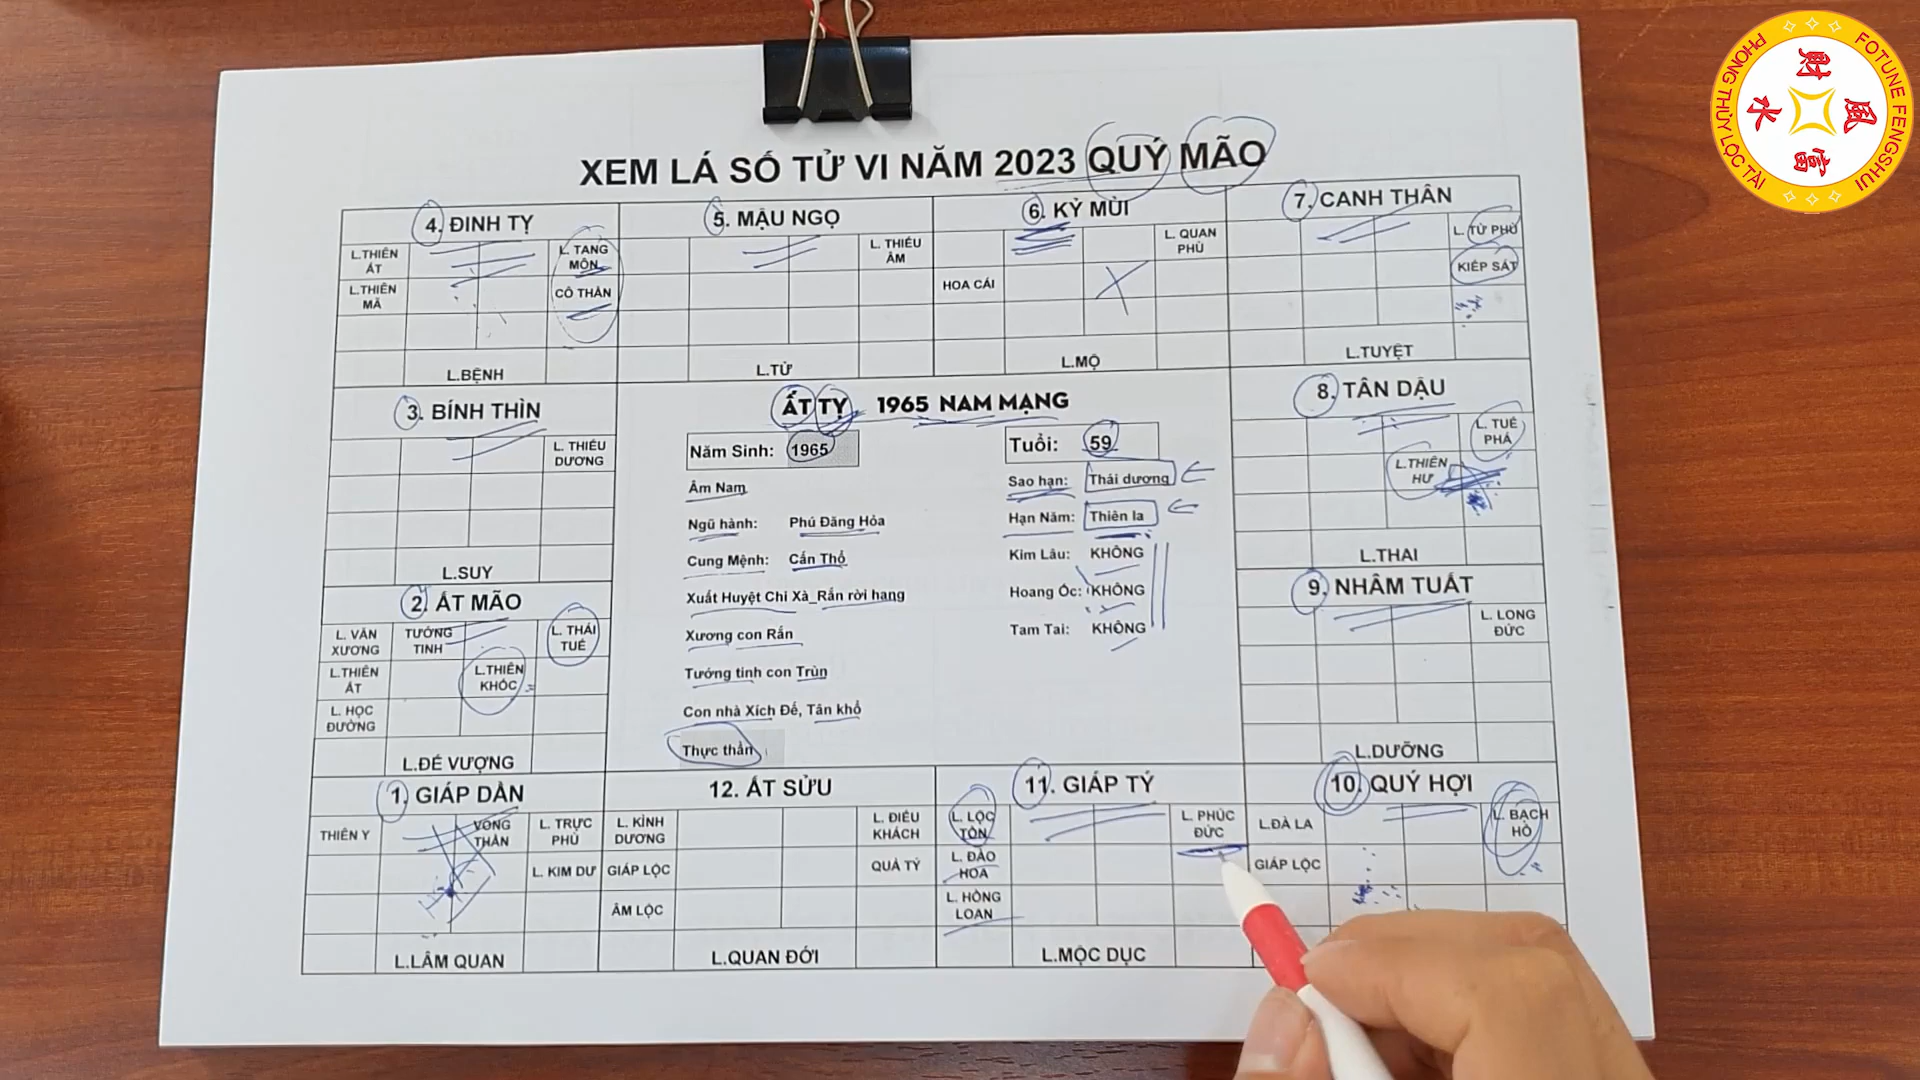 XEM LÁ SỐ TỬ VI NĂM 2023 QUÝ MÃO
4. ĐINH TỴ
L.THIÊN ẤT
L. TANG MÔN
L.THIÊN MÃ
CÔ THẦN
L.BỆNH
5. MẬU NGỌ
L. THIẾU ÂM
L.TỬ
6. KỶ MÙI
L. QUAN PHÙ
HOA CÁI
L.MỘ
7. CANH THÂN
L. TỬ PHÙ
KIẾP SÁT
L.TUYỆT
3. BÍNH THÌN
L. THIẾU DƯƠNG
L.SUY
ẤT TỴ 1965 NAM MẠNG
Năm Sinh: 1965
Tuổi: 59
Âm Nam
Sao hạn: Thái dương
Ngũ hành: Phú Đăng Hỏa
Hạn Năm: Thiên la
Cung Mệnh: Cấn Thổ
Kim Lâu: KHÔNG
Xuất Huyệt Chi Xà_Rắn rời hang
Hoang Ốc: KHÔNG
Xương con Rắn
Tam Tai: KHÔNG
Tướng tinh con Trùn
Con nhà Xích Đế, Tân khổ
Thực thần
8. TÂN DẬU
L. TUẾ PHÁ
L.THIÊN HƯ
L.THAI
2. ẤT MÃO
L. VĂN XƯƠNG
TƯỚNG TINH
L. THÁI TUẾ
L.THIÊN ẤT
L.THIÊN KHÓC
L. HỌC ĐƯỜNG
L.ĐẾ VƯỢNG
9. NHÂM TUẤT
L. LONG ĐỨC
L.DƯỠNG
1. GIÁP DẦN
THIÊN Y
VONG THẦN
L. TRỰC PHÙ
L. KIM DƯ
L.LÂM QUAN
12. ẤT SỬU
L. KÌNH DƯƠNG
L. ĐIẾU KHÁCH
GIÁP LỘC
QUẢ TÚ
ÂM LỘC
L.QUAN ĐỚI
11. GIÁP TÝ
L. LỘC TỒN
L. PHÚC ĐỨC
L. ĐÀO HOA
L. HỒNG LOAN
L.MỘC DỤC
10. QUÝ HỢI
L.ĐÀ LA
L. BẠCH HỔ
GIÁP LỘC
PHONG THỦY LỘC TÀI
FOTUNE FENGSHUI
財
風
富
水